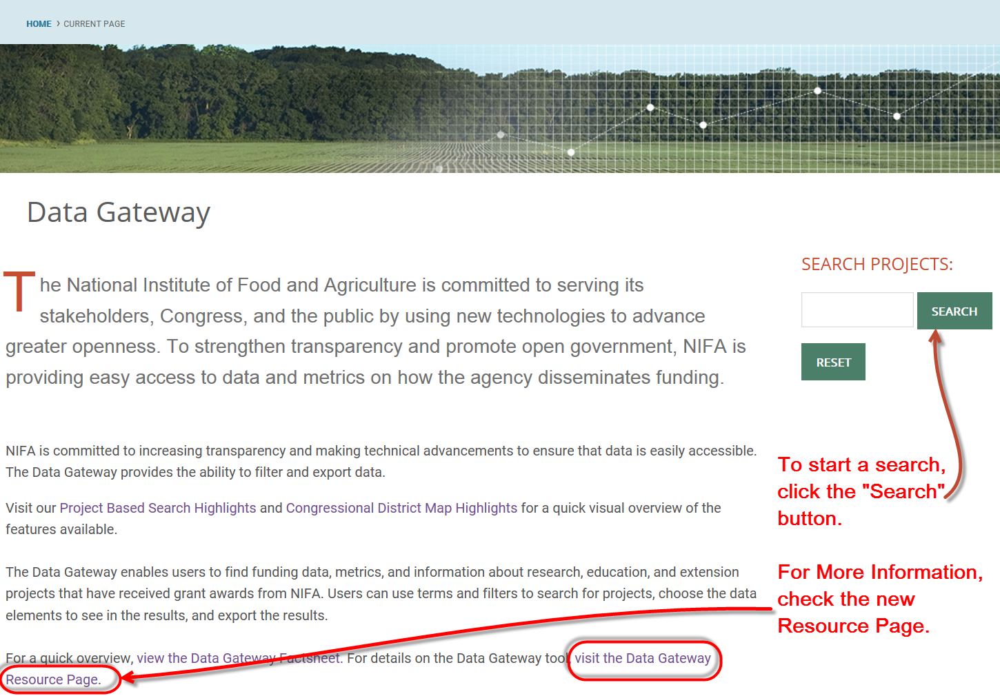 HOME › CURRENT PAGE
Data Gateway
The National Institute of Food and Agriculture is committed to serving its
stakeholders, Congress, and the public by using new technologies to advance
greater openness. To strengthen transparency and promote open government, NIFA is
providing easy access to data and metrics on how the agency disseminates funding.
NIFA is committed to increasing transparency and making technical advancements to ensure that data is easily accessible.
The Data Gateway provides the ability to filter and export data.
Visit our Project Based Search Highlights and Congressional District Map Highlights for a quick visual overview of the
features available.
The Data Gateway enables users to find funding data, metrics, and information about research, education, and extension
projects that have received grant awards from NIFA. Users can use terms and filters to search for projects, choose the data
elements to see in the results, and export the results.
For a quick overview, view the Data Gateway Factsheet. For details on the Data Gateway tool, visit the Data Gateway
Resource Page.
SEARCH PROJECTS:
SEARCH
RESET
To start a search,
click the "Search"
button.
For More Information,
check the new
Resource Page.